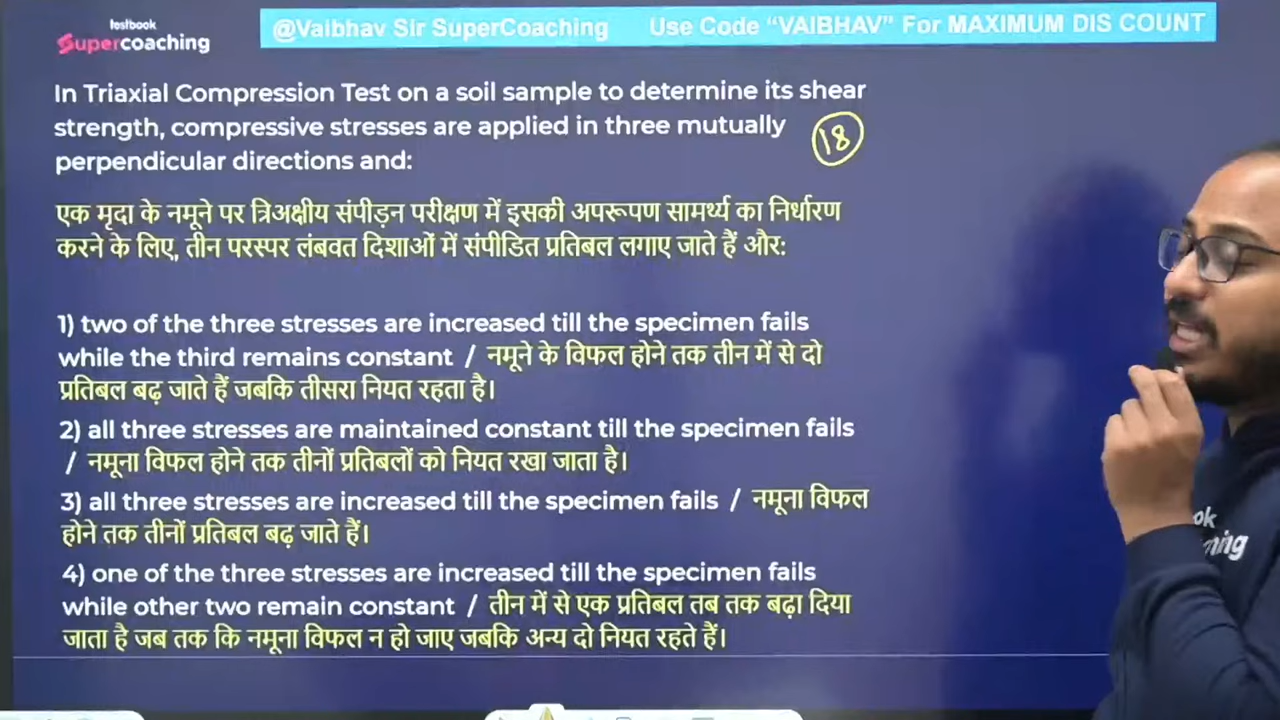 testbook
Supercoaching
@Vaibhav Sir SuperCoaching Use Code “VAIBHAV” For MAXIMUM DIS COUNT
In Triaxial Compression Test on a soil sample to determine its shear
strength, compressive stresses are applied in three mutually
perpendicular directions and:
18
एक मृदा के नमूने पर त्रिअक्षीय संपीड़न परीक्षण में इसकी अपरूपण सामर्थ्य का निर्धारण
करने के लिए, तीन परस्पर लंबवत दिशाओं में संपीडित प्रतिबल लगाए जाते हैं और:
1) two of the three stresses are increased till the specimen fails
while the third remains constant / नमूने के विफल होने तक तीन में से दो
प्रतिबल बढ़ जाते हैं जबकि तीसरा नियत रहता है।
2) all three stresses are maintained constant till the specimen fails
/ नमूना विफल होने तक तीनों प्रतिबलों को नियत रखा जाता है।
3) all three stresses are increased till the specimen fails / नमूना विफल
होने तक तीनों प्रतिबल बढ़ जाते हैं।
4) one of the three stresses are increased till the specimen fails
while other two remain constant / तीन में से एक प्रतिबल तब तक बढ़ा दिया
जाता है जब तक कि नमूना विफल न हो जाए जबकि अन्य दो नियत रहते हैं।